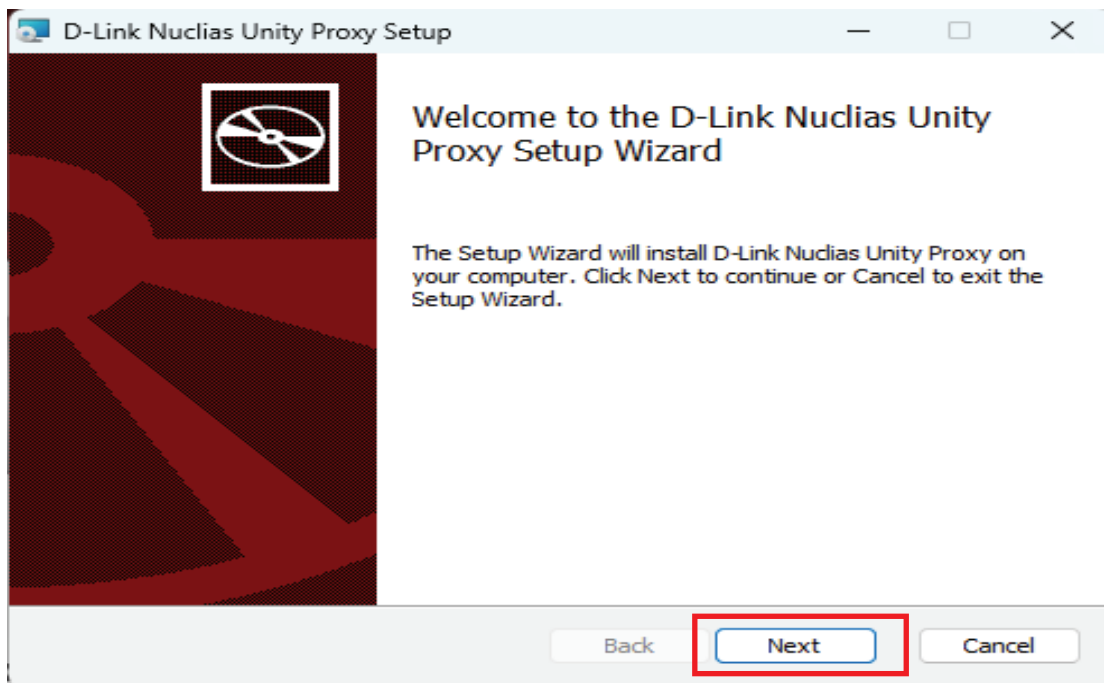 D-Link Nuclias Unity Proxy Setup
Welcome to the D-Link Nuclias Unity
Proxy Setup Wizard
The Setup Wizard will install D-Link Nuclias Unity Proxy on
your computer. Click Next to continue or Cancel to exit the
Setup Wizard.
Back Next Cancel